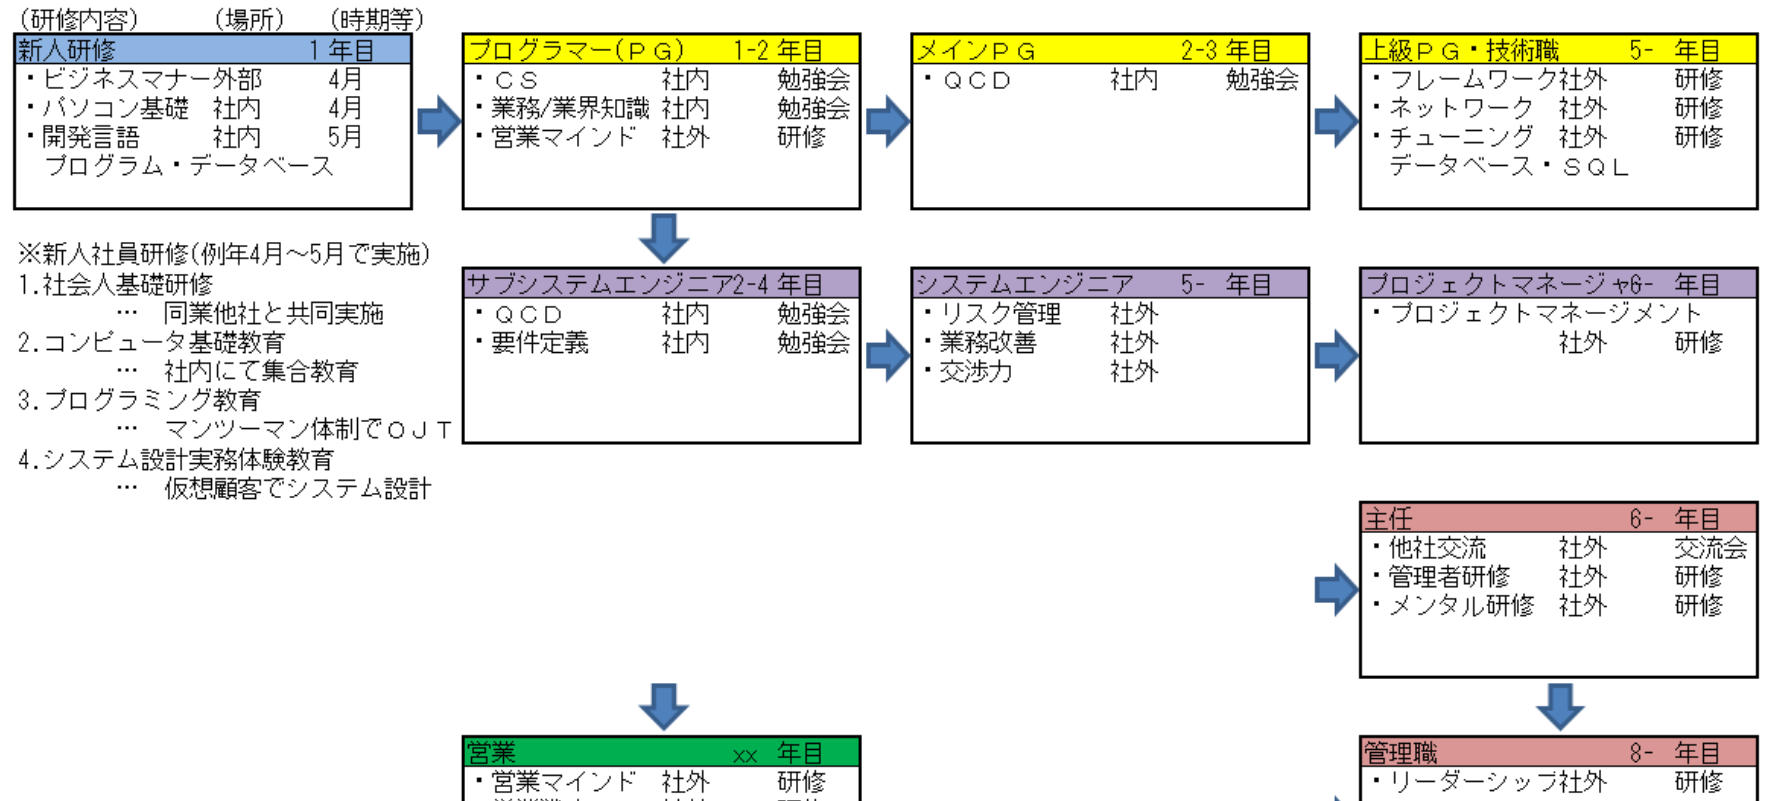 (研修内容) (場所) (時期等)
新人研修 1年目
・ビジネスマナー外部 4月
・パソコン基礎 社内 4月
・開発言語 社内 5月
プログラム・データベース
プログラマー(ＰＧ) 1-2年目
・ＣＳ 社内 勉強会
・業務/業界知識 社内 勉強会
・営業マインド 社外 研修
メインＰＧ 2-3年目
・ＱＣＤ 社内 勉強会
上級ＰＧ・技術職 5- 年目
・フレームワーク社外 研修
・ネットワーク 社外 研修
・チューニング 社外 研修
データベース・ＳＱＬ
※新人社員研修(例年4月～5月で実施)
1.社会人基礎研修
… 同業他社と共同実施
2.コンピュータ基礎教育
… 社内にて集合教育
3.プログラミング教育
… マンツーマン体制でＯＪＴ
4.システム設計実務体験教育
… 仮想顧客でシステム設計
サブシステムエンジニア2-4年目
・ＱＣＤ 社内 勉強会
・要件定義 社内 勉強会
システムエンジニア 5- 年目
・リスク管理 社外
・業務改善 社外
・交渉力 社外
プロジェクトマネージャ6- 年目
・プロジェクトマネージメント
社外 研修
主任 6- 年目
・他社交流 社外 交流会
・管理者研修 社外 研修
・メンタル研修 社外 研修
営業 xx 年目
・営業マインド 社外 研修
管理職 8- 年目
・リーダーシップ社外 研修